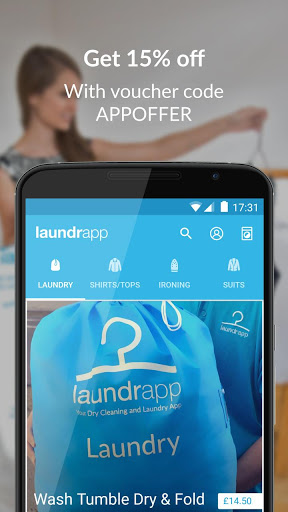 Get 15% off
With voucher code
APPOFFER
17:31
laundrapp
LAUNDRY
SHIRTS/TOPS
IRONING
SUITS
laundrapp
laundrapp
Your Dry Cleaning and Laundry App
Laundry
Wash Tumble Dry & Fold
£14.50